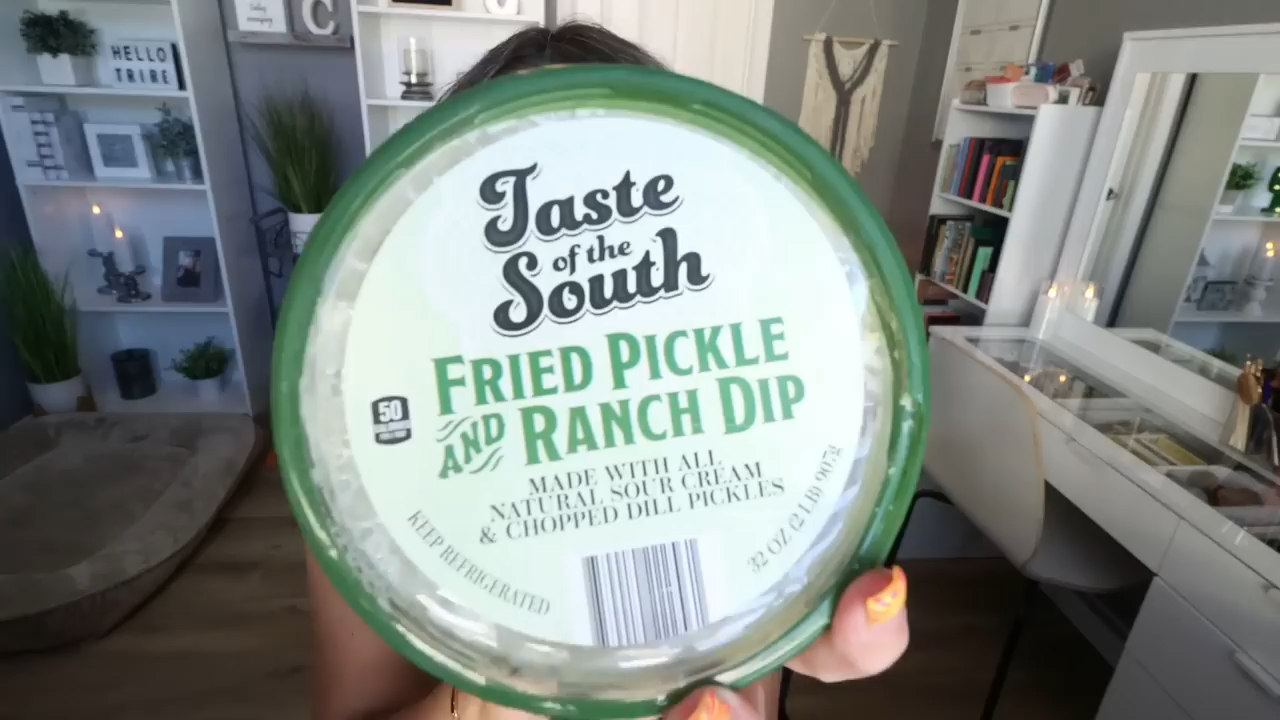 HELLO
TRIBE
C
Taste
of the
South
FRIED PICKLE
AND RANCH DIP
50
MADE WITH ALL
NATURAL SOUR CREAM
& CHOPPED DILL PICKLES
KEEP REFRIGERATED
32 OZ (2 LB) 907g